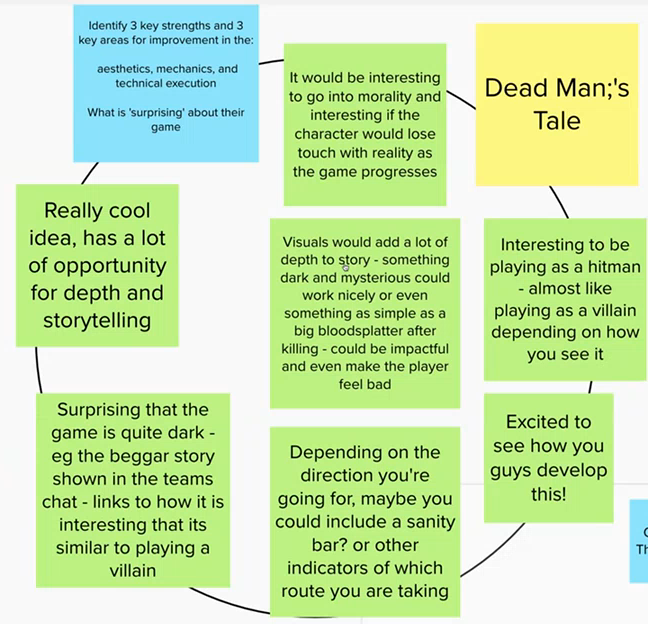 Identify 3 key strengths and 3
key areas for improvement in the:
aesthetics, mechanics, and
technical execution
What is 'surprising' about their
game
It would be interesting
to go into morality and
interesting if the
character would lose
touch with reality as
the game progresses
Dead Man;'s
Tale
Really cool
idea, has a lot
of opportunity
for depth and
storytelling
Visuals would add a lot of
depth to story - something
dark and mysterious could
work nicely or even
something as simple as a
big bloodsplatter after
killing - could be impactful
and even make the player
feel bad
Interesting to be
playing as a hitman
- almost like
playing as a villain
depending on how
you see it
Surprising that the
game is quite dark -
eg the beggar story
shown in the teams
chat - links to how it is
interesting that its
similar to playing a
villain
Depending on the
direction you're
going for, maybe you
could include a sanity
bar? or other
indicators of which
route you are taking
Excited to
see how you
guys develop
this!